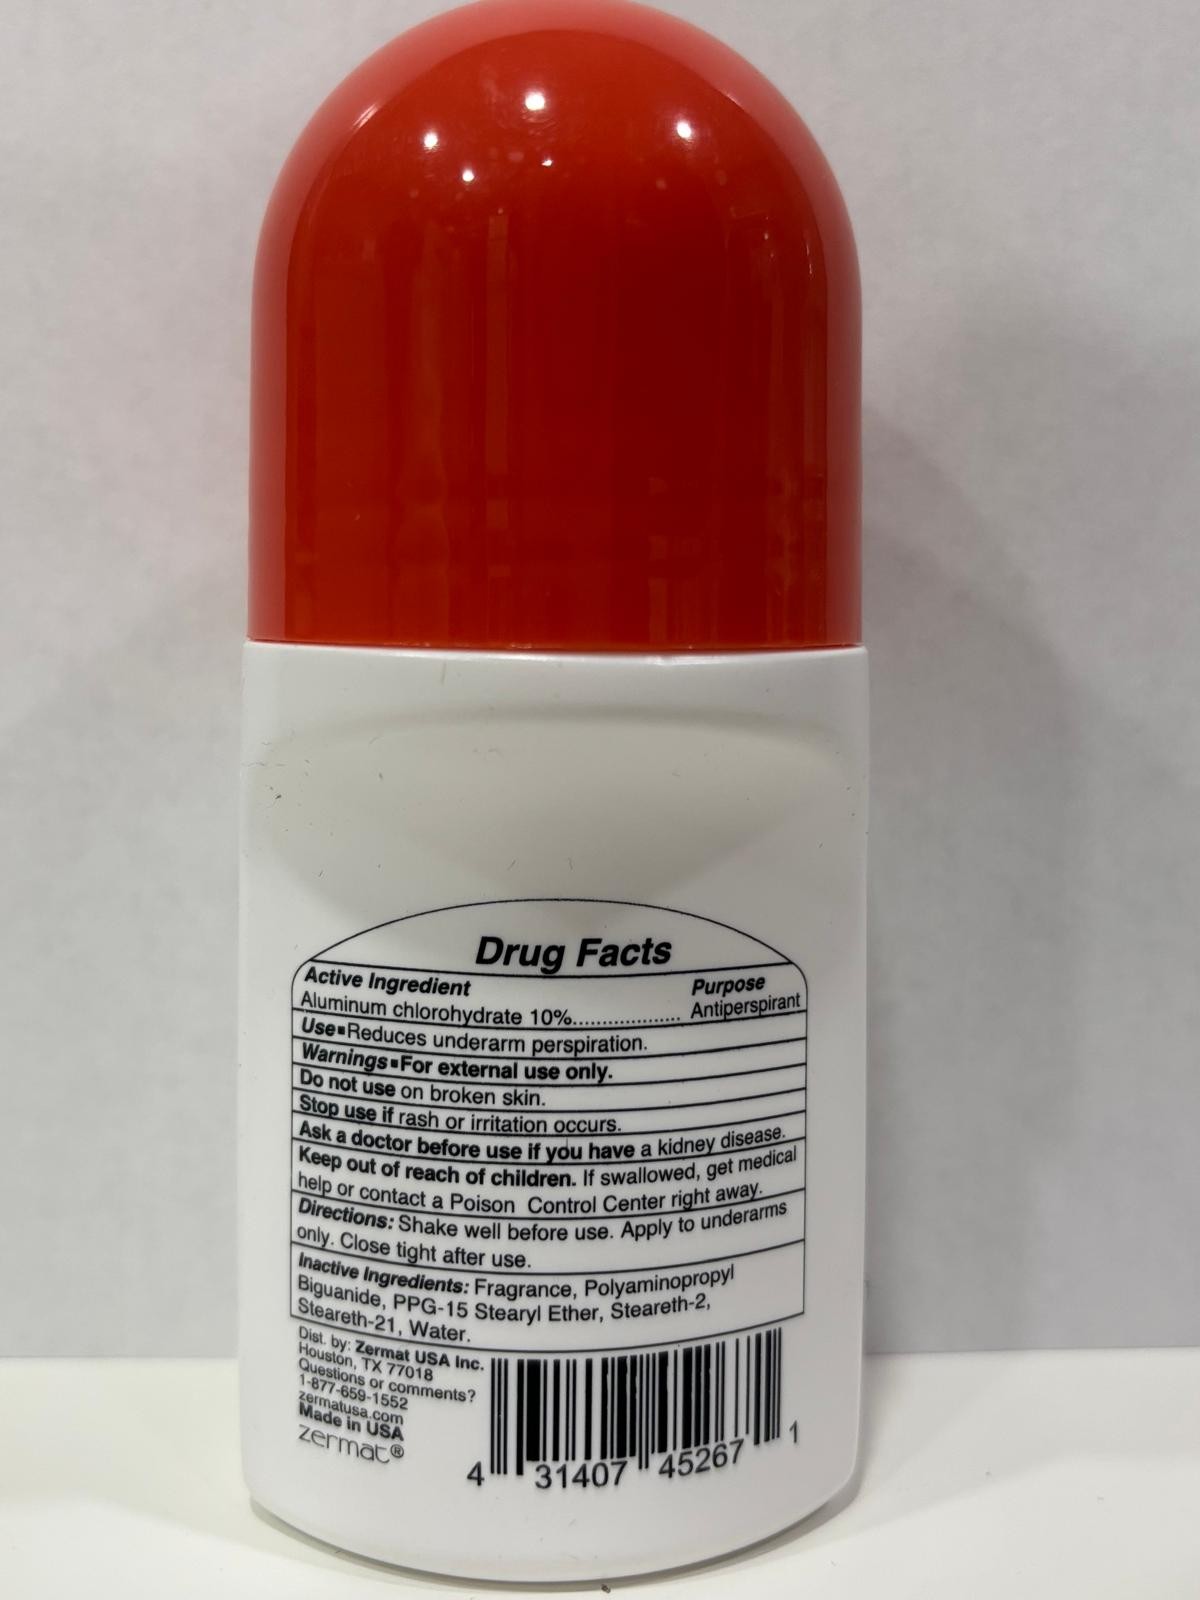 Drug Facts
Active Ingredient Purpose
Aluminum chlorohydrate 10%................... Antiperspirant
Use▪Reduces underarm perspiration.
Warnings▪For external use only.
Do not use on broken skin.
Stop use if rash or irritation occurs.
Ask a doctor before use if you have a kidney disease.
Keep out of reach of children. If swallowed, get medical
help or contact a Poison Control Center right away.
Directions: Shake well before use. Apply to underarms
only. Close tight after use.
Inactive Ingredients: Fragrance, Polyaminopropyl
Biguanide, PPG-15 Stearyl Ether, Steareth-2,
Steareth-21, Water.
Dist. by: Zermat USA Inc.
Houston, TX 77018
Questions or comments?
1-877-659-1552
zermatusa.com
Made in USA
zermat®
4 31407 45267 1